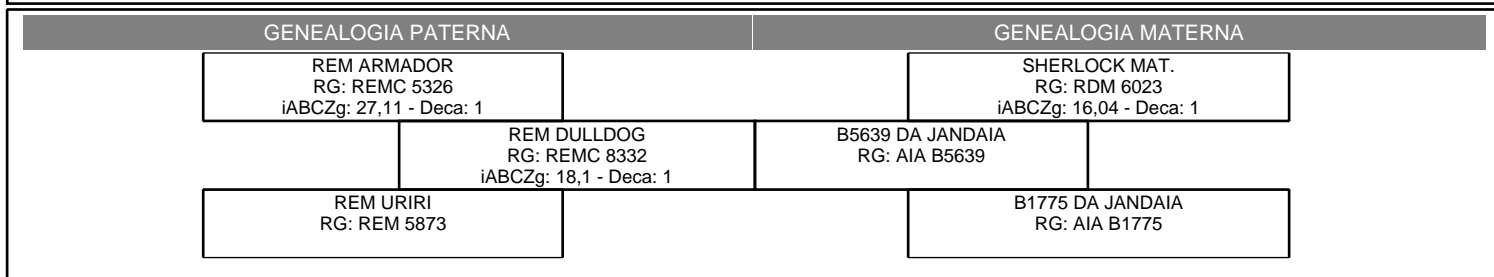 GENEALOGIA PATERNA
GENEALOGIA MATERNA
REM ARMADOR
RG: REMC 5326
iABCZg: 27,11 - Deca: 1
SHERLOCK MAT.
RG: RDM 6023
iABCZg: 16,04 - Deca: 1
REM DULLDOG
RG: REMC 8332
iABCZg: 18,1 - Deca: 1
B5639 DA JANDAIA
RG: AIA B5639
REM URIRI
RG: REM 5873
B1775 DA JANDAIA
RG: AIA B1775